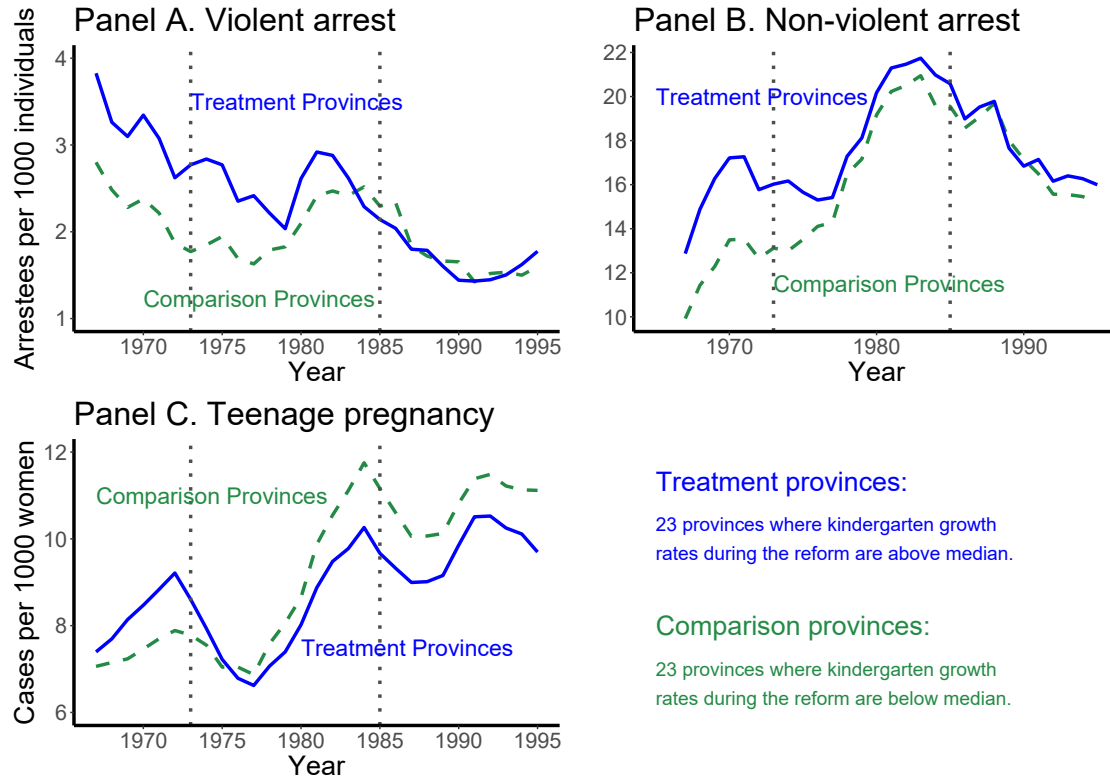 Panel A. Violent arrest
Arrestees per 1000 individuals
4
3
2
1
Treatment Provinces
Comparison Provinces
1970 1975 1980 1985 1990 1995
Year
Panel B. Non-violent arrest
22
20
18
16
14
12
10
Treatment Provinces
Comparison Provinces
1970 1980 1990
Year
Panel C. Teenage pregnancy
Cases per 1000 women
12
10
8
6
Comparison Provinces
Treatment Provinces
1970 1975 1980 1985 1990 1995
Year
Treatment provinces:
23 provinces where kindergarten growth
rates during the reform are above median.
Comparison provinces:
23 provinces where kindergarten growth
rates during the reform are below median.